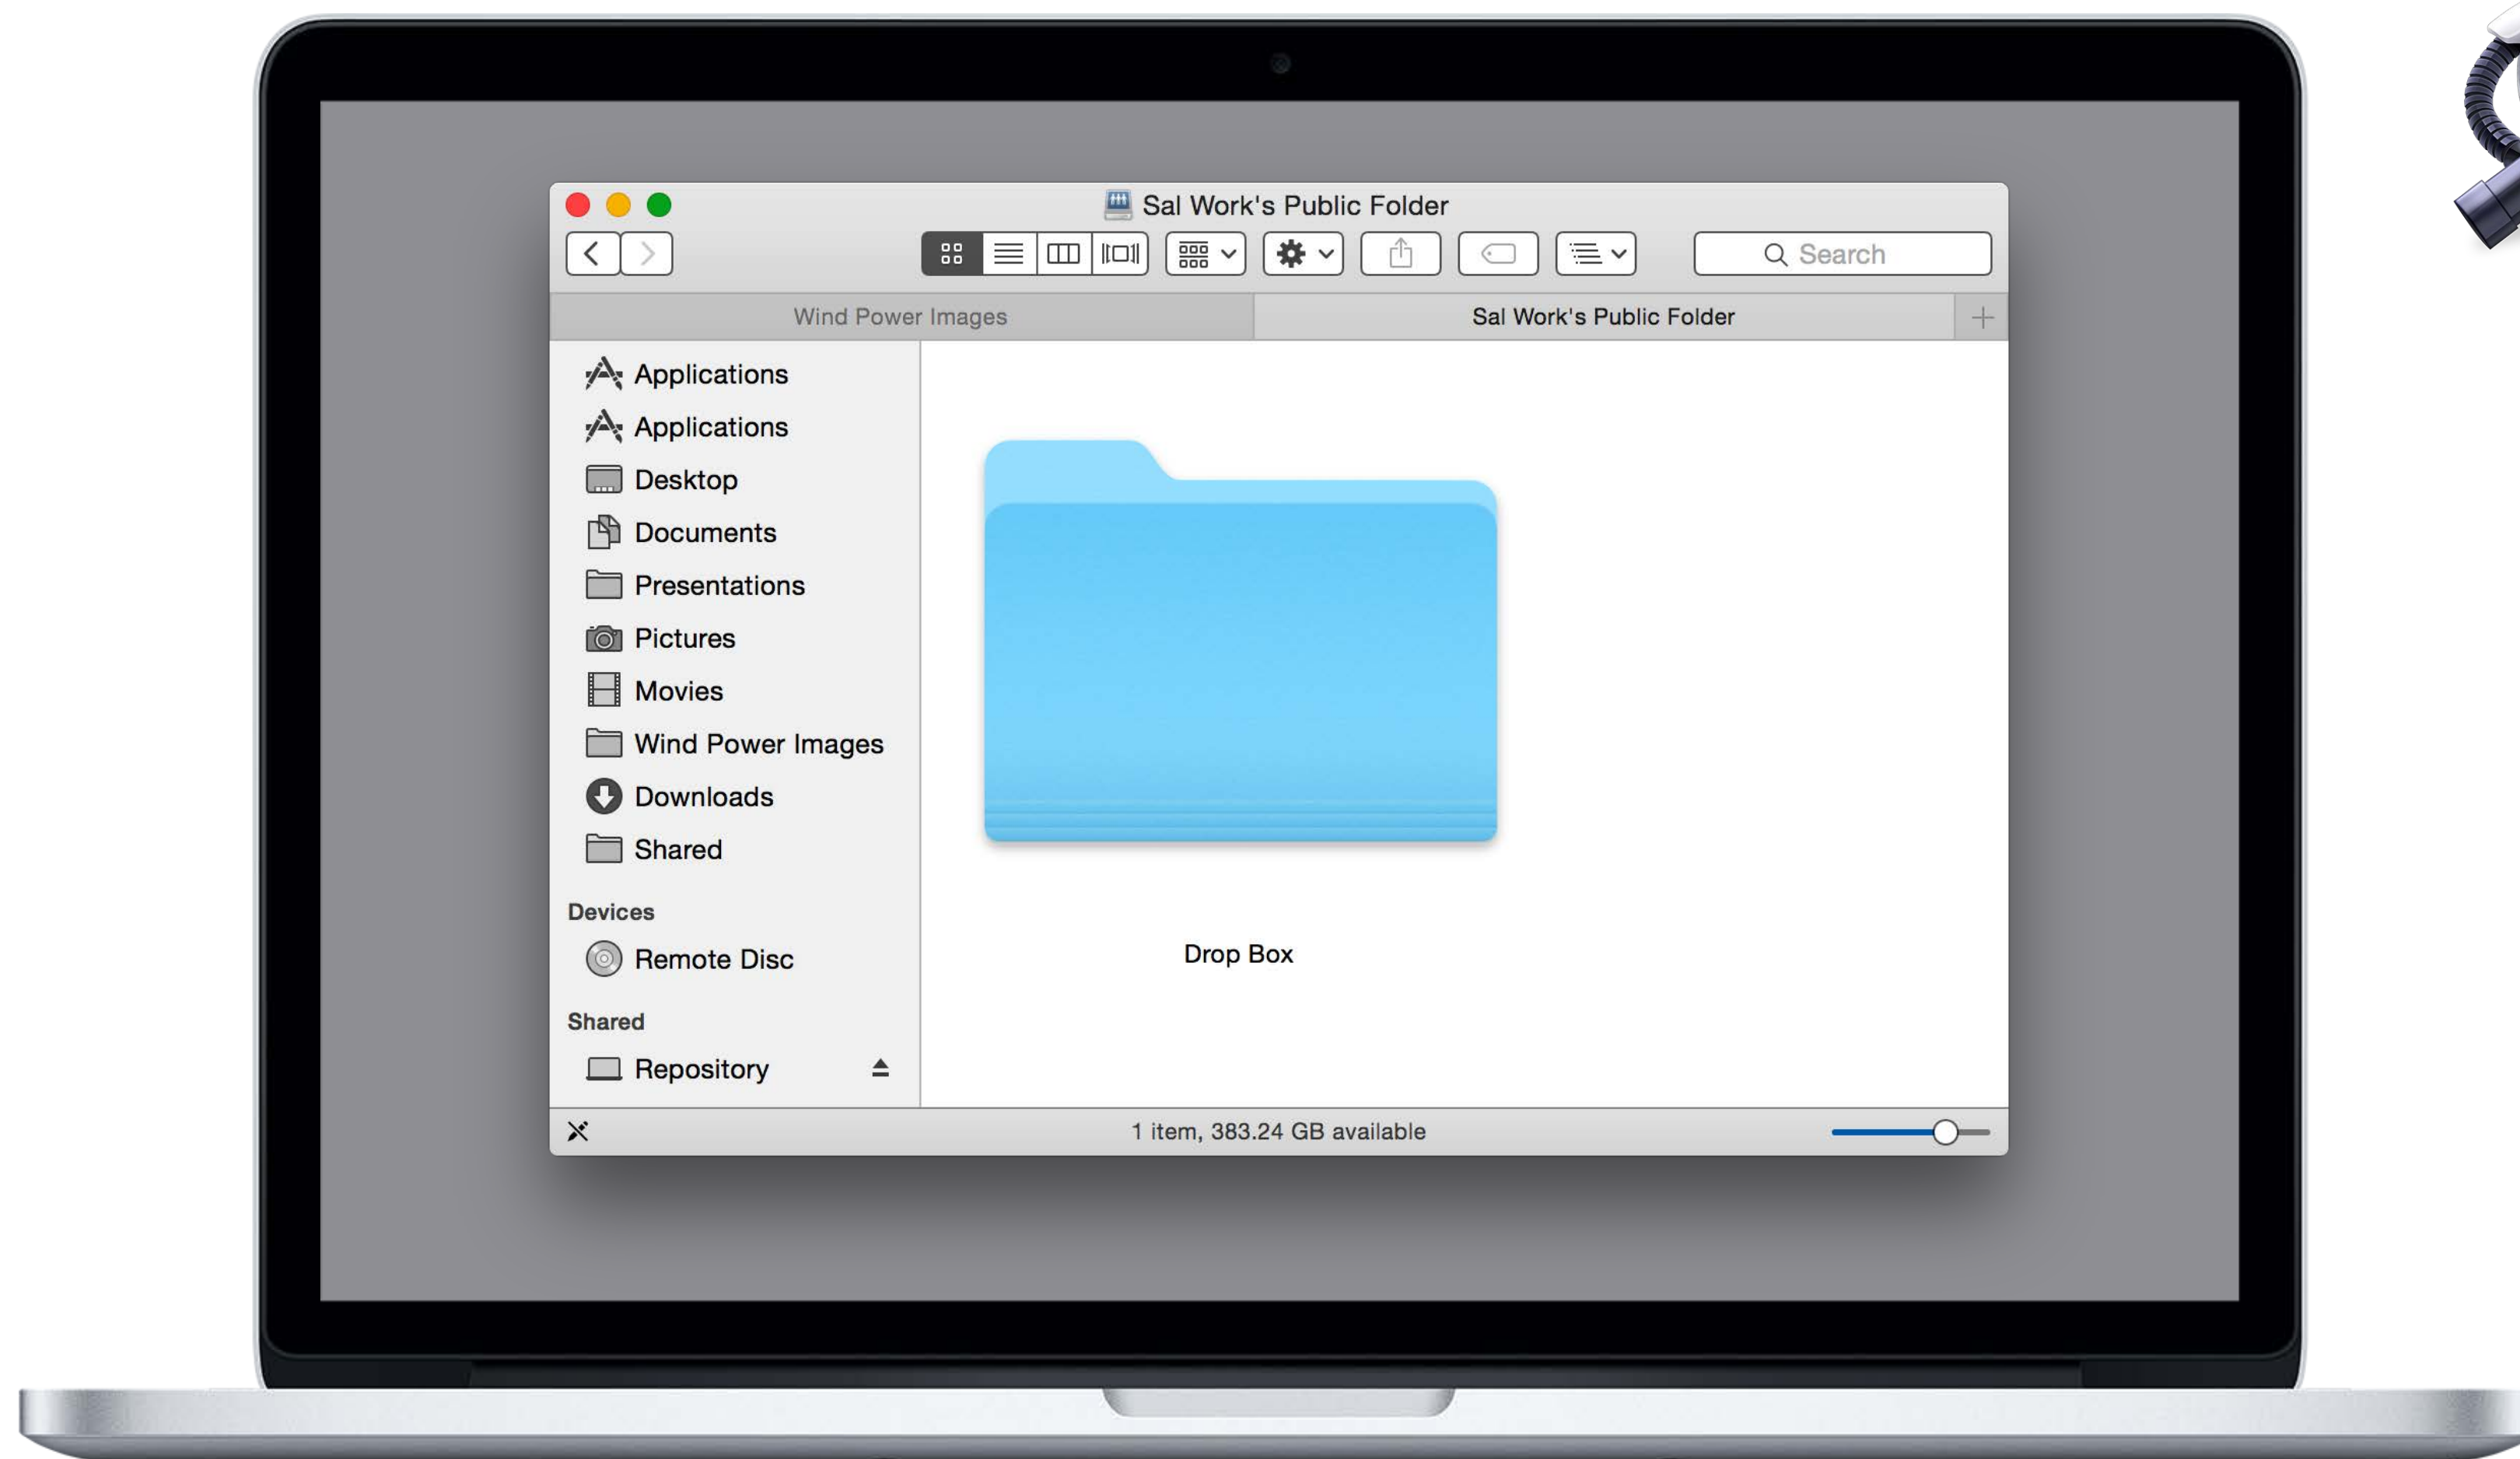 Sal Work's Public Folder
Search
Wind Power Images
Sal Work's Public Folder
Applications
Applications
Desktop
Documents
Presentations
Pictures
Movies
Wind Power Images
Downloads
Shared
Devices
Remote Disc
Shared
Repository
Drop Box
1 item, 383.24 GB available